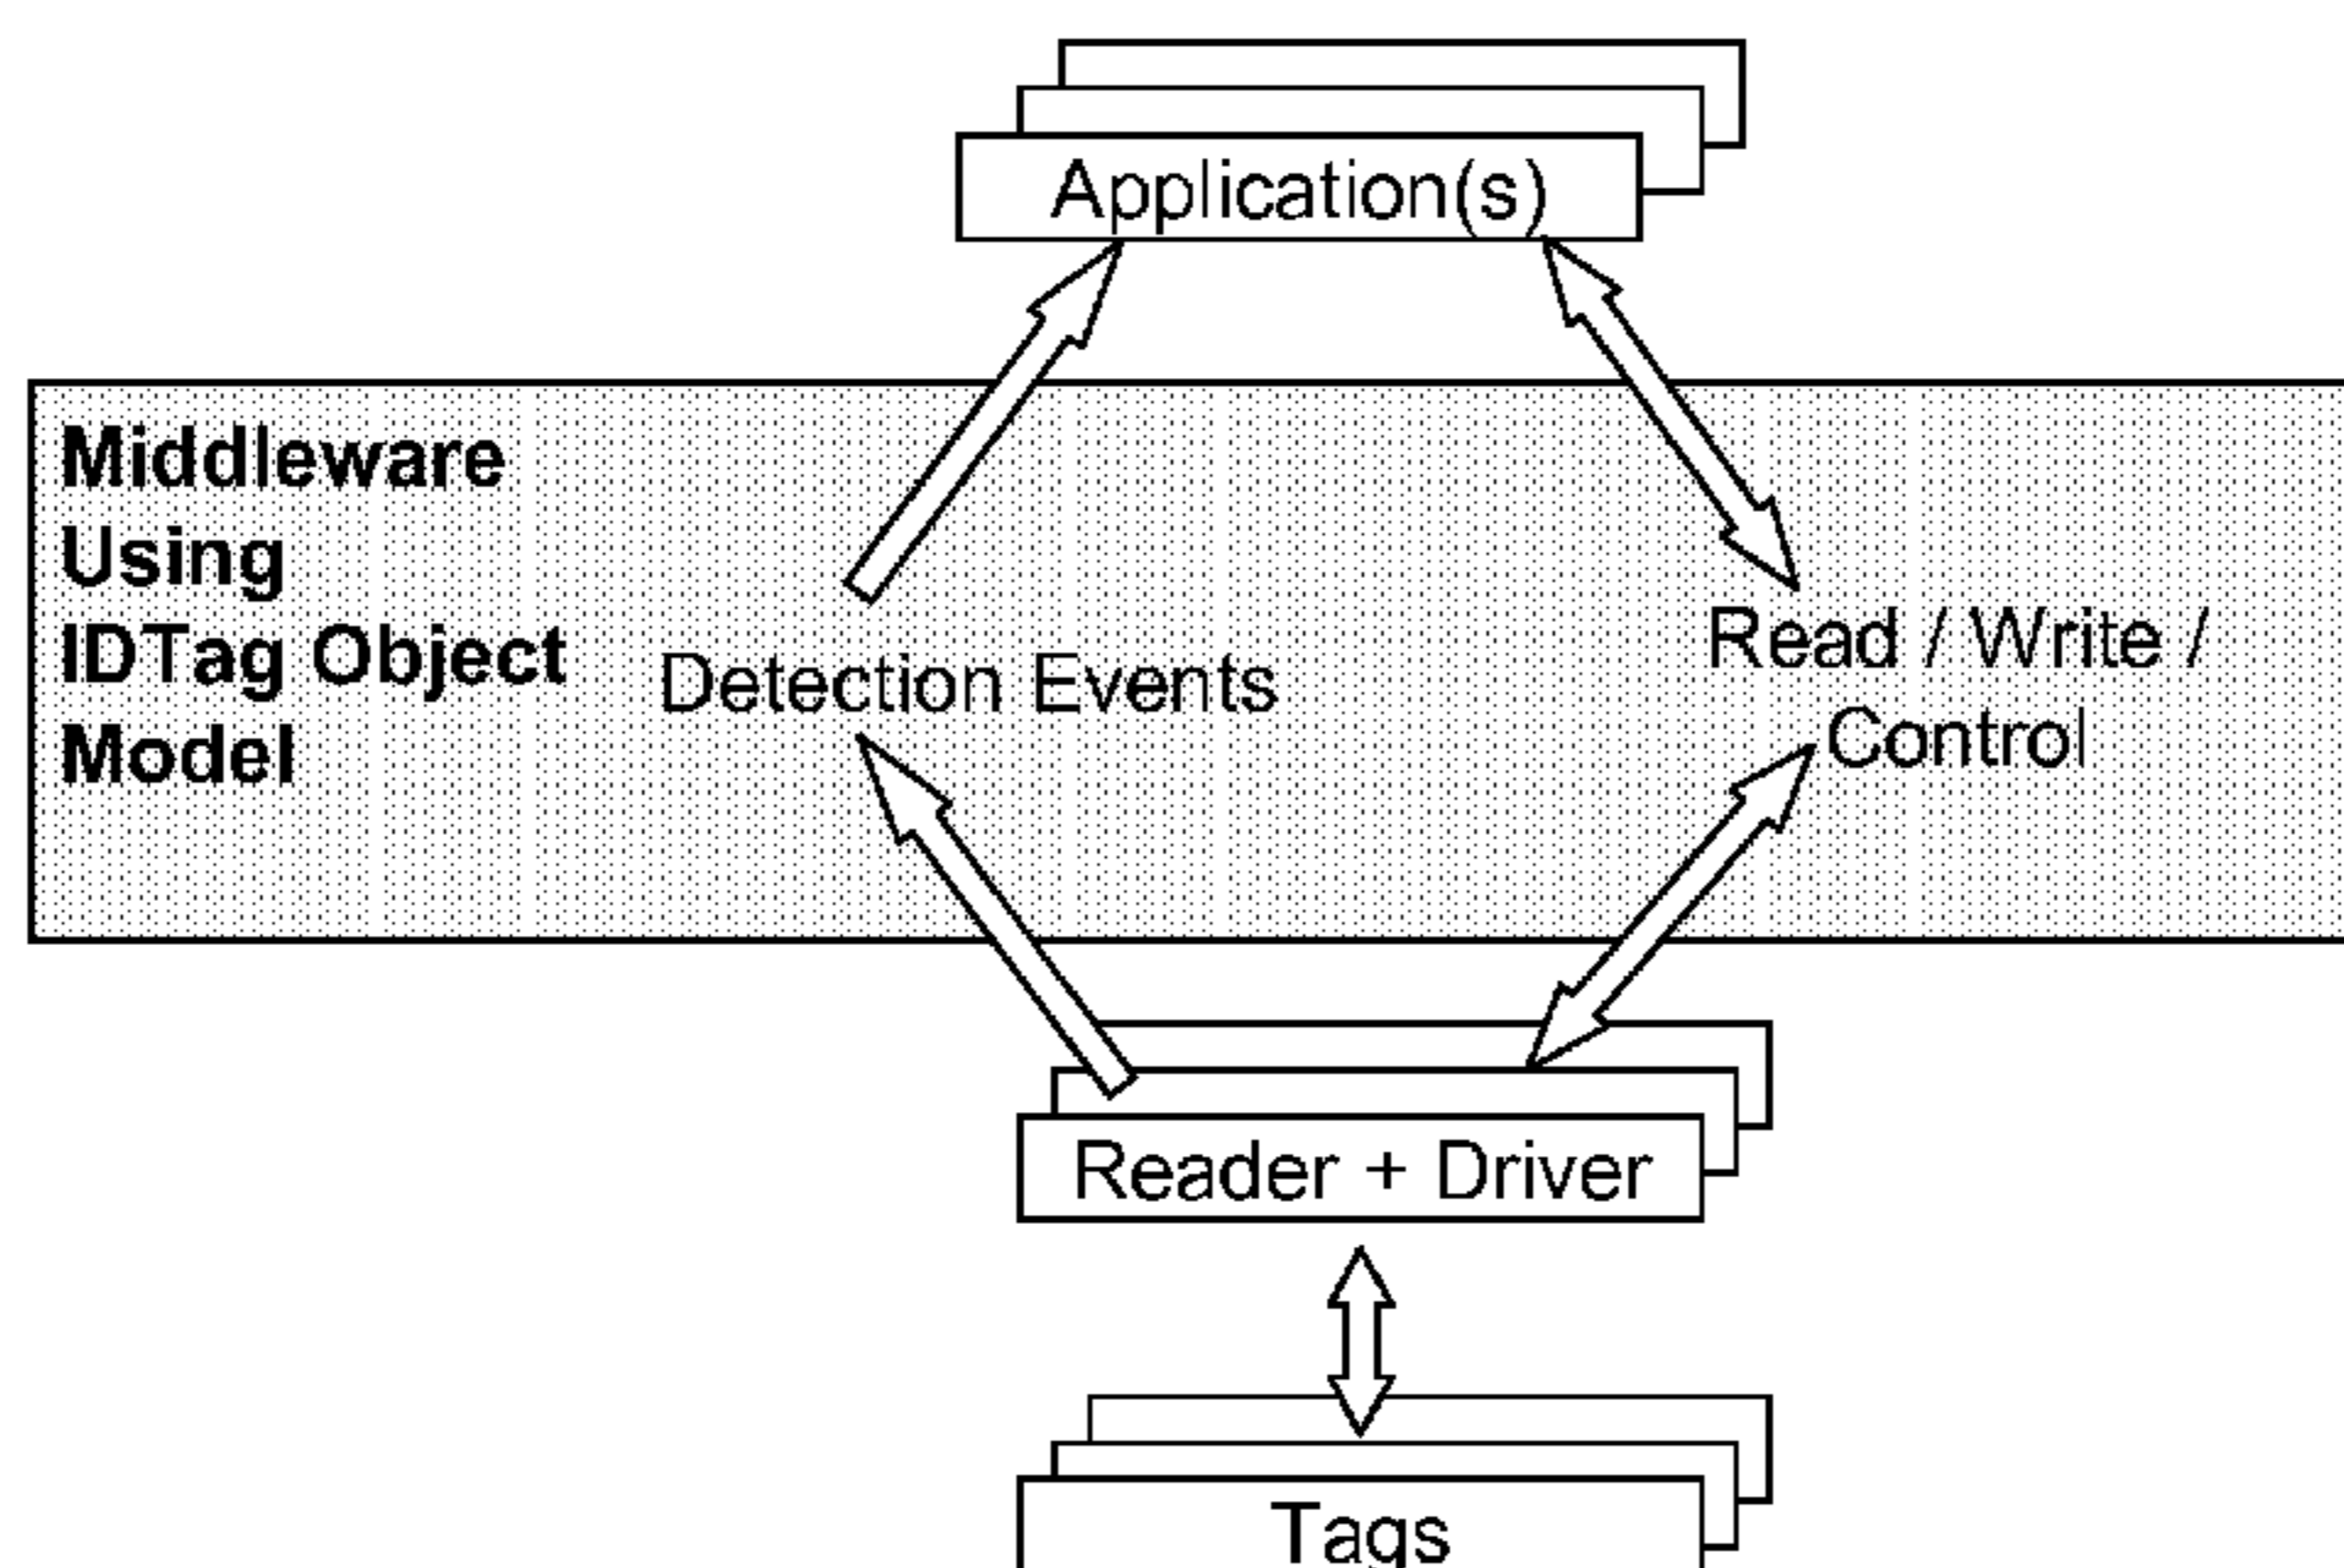 Application(s)
Middleware
Using
IDTag Object
Model
Detection Events
Read / Write /
Control
Reader + Driver
Tags